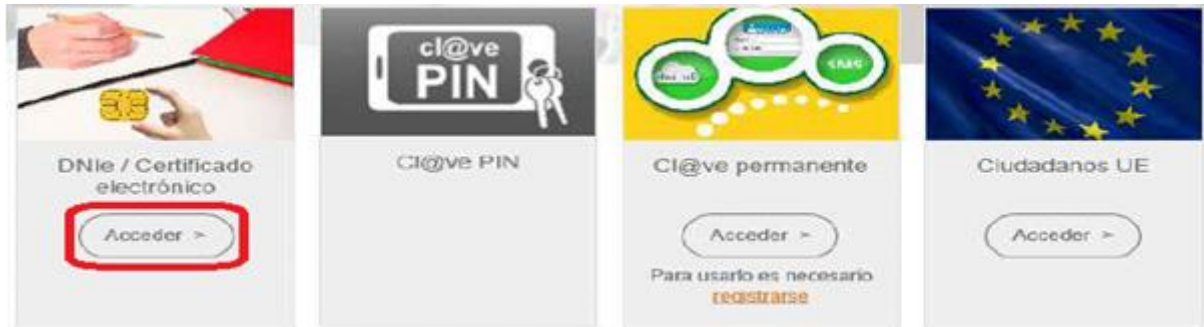 cl@ve
PIN
DNIe / Certificado
electrónico
Acceder >
Cl@ve PIN
Cl@ve permanente
Acceder >
Para usarlo es necesario
registrarse
Ciudadanos UE
Acceder >